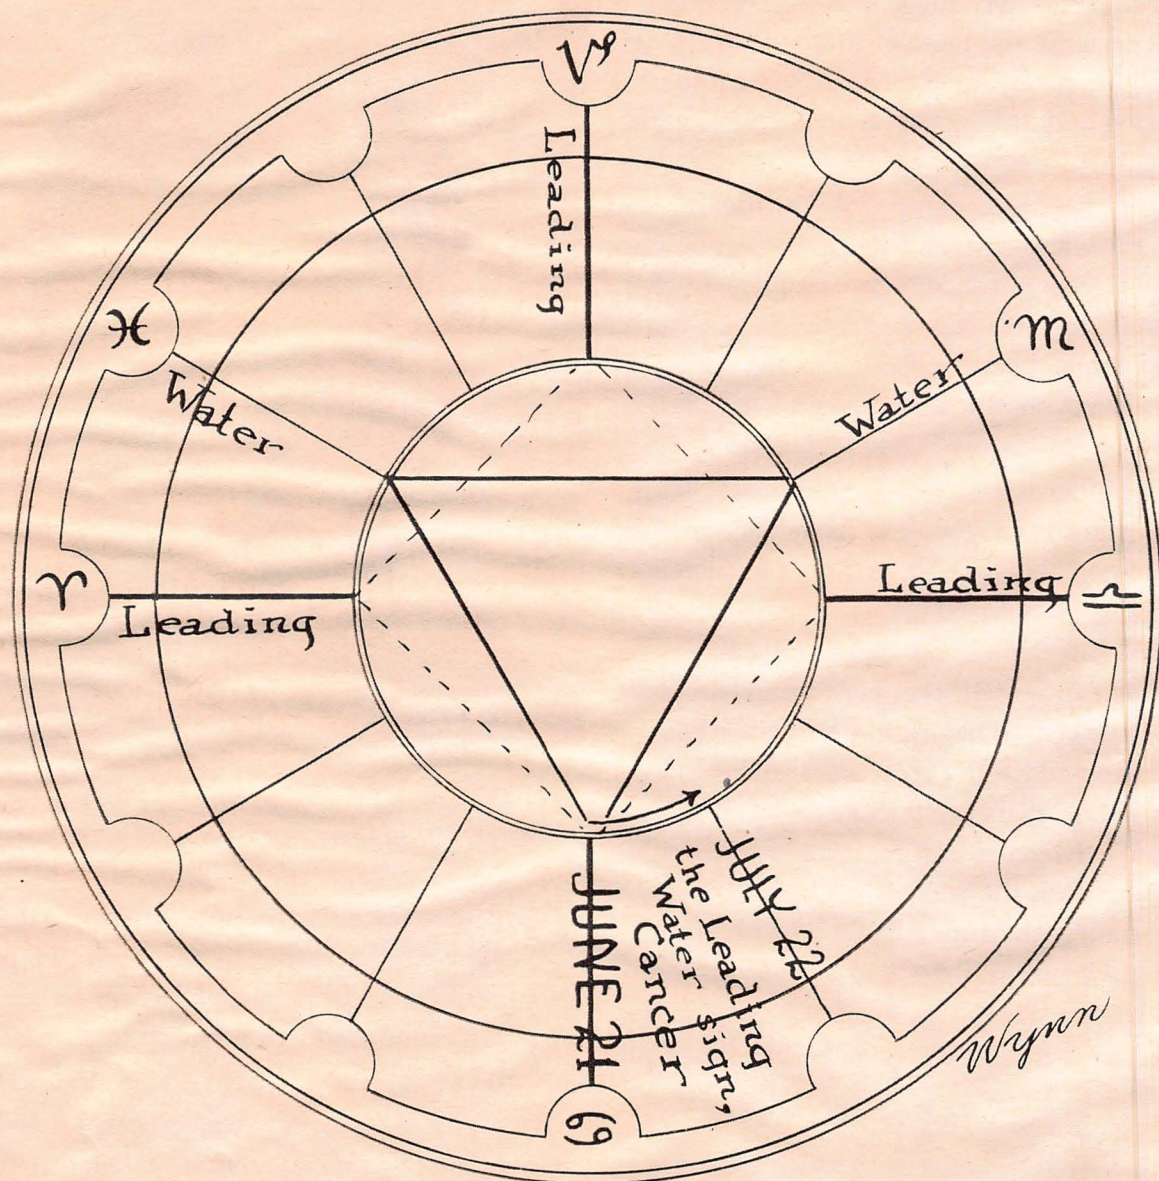 ♑
Leading
♓
Water
♏
Water
♈
Leading
Leading
♎
JUNE 21
JULY 22
the Leading
Water sign,
Cancer
♋
Wynn